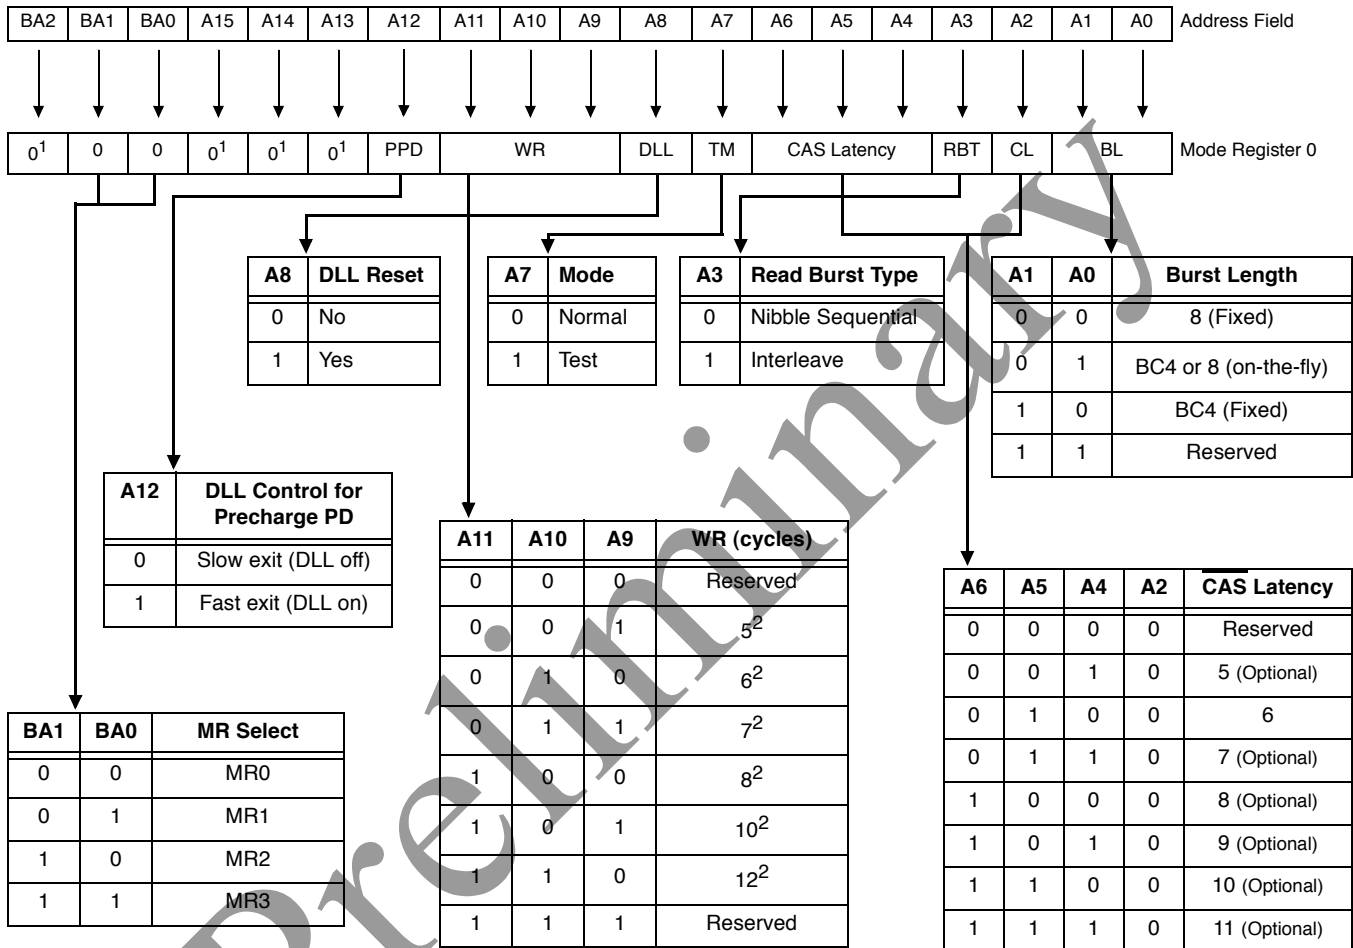 BA2 BA1 BA0 A15 A14 A13 A12 A11 A10 A9 A8 A7 A6 A5 A4 A3 A2 A1 A0 Address Field
0¹ 0 0 0¹ 0¹ 0¹ PPD WR DLL TM CAS Latency RBT CL BL Mode Register 0
A8 DLL Reset
0 No
1 Yes
A7 Mode
0 Normal
1 Test
A3 Read Burst Type
0 Nibble Sequential
1 Interleave
A1 A0 Burst Length
0 0 8 (Fixed)
0 1 BC4 or 8 (on-the-fly)
1 0 BC4 (Fixed)
1 1 Reserved
A12 DLL Control for
Precharge PD
0 Slow exit (DLL off)
1 Fast exit (DLL on)
A11 A10 A9 WR (cycles)
0 0 0 Reserved
0 0 1 5²
0 1 0 6²
0 1 1 7²
1 0 0 8²
1 0 1 10²
1 1 0 12²
1 1 1 Reserved
A6 A5 A4 A2 CAS Latency
0 0 0 0 Reserved
0 0 1 0 5 (Optional)
0 1 0 0 6
0 1 1 0 7 (Optional)
1 0 0 0 8 (Optional)
1 0 1 0 9 (Optional)
1 1 0 0 10 (Optional)
1 1 1 0 11 (Optional)
BA1 BA0 MR Select
0 0 MR0
0 1 MR1
1 0 MR2
1 1 MR3
Preliminary